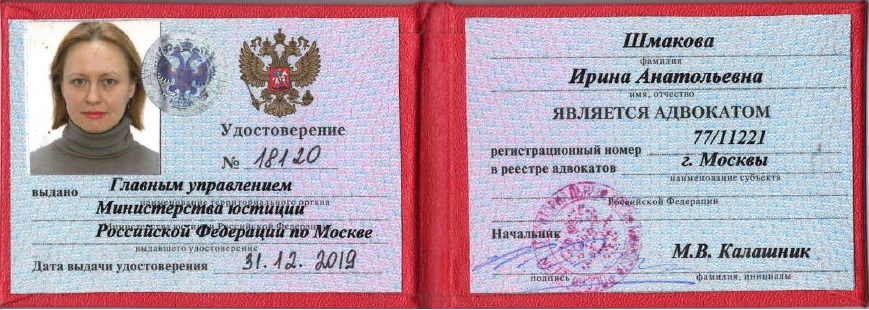 Удостоверение
№ 18120
выдано Главным управлением
наименование территориального органа
Министерства юстиции
Министерства юстиции Российской Федерации
Российской Федерации по Москве
выдавшего удостоверение
Дата выдачи удостоверения 31.12.2019
Шмакова
фамилия
Ирина Анатольевна
имя, отчество
ЯВЛЯЕТСЯ АДВОКАТОМ
регистрационный номер 77/11221
в реестре адвокатов г. Москвы
наименование субъекта
Российской Федерации
Начальник
М.В. Калашник
подпись фамилия, инициалы